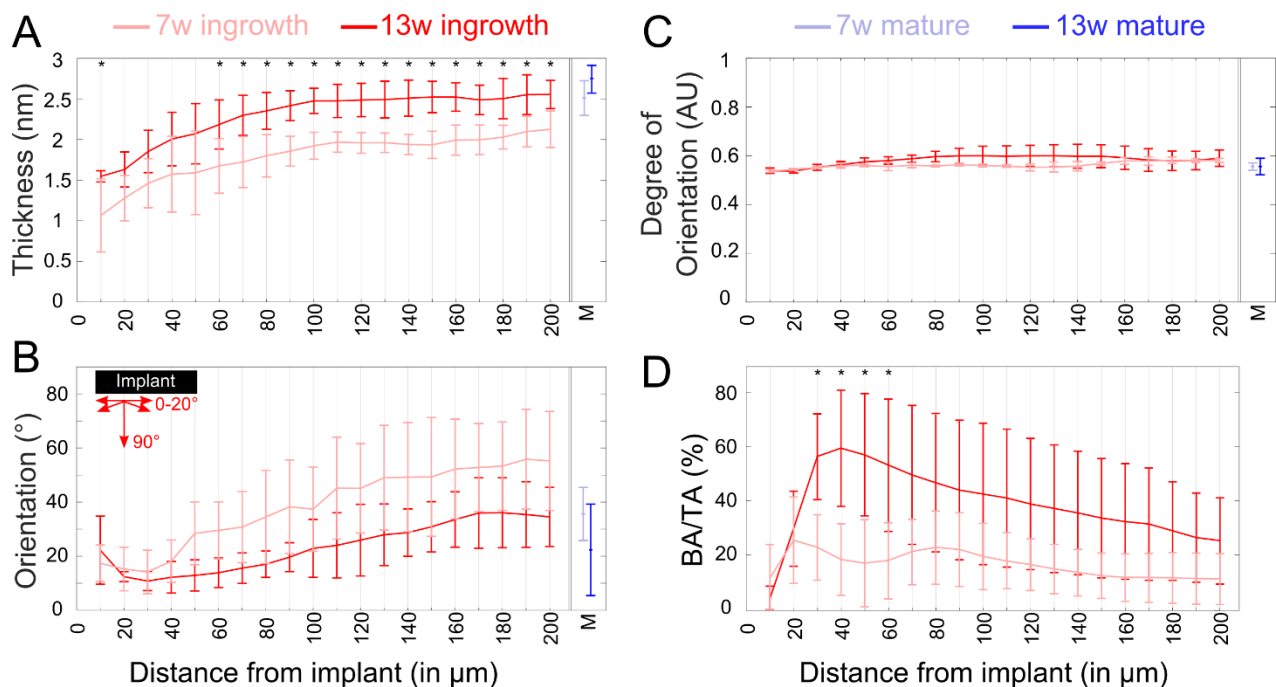 7w ingrowth 13w ingrowth
7w mature 13w mature
A
Thickness (nm)
3
2.5
2
1.5
1
0.5
0
* * * * * * * * * * * * * * * *
0 20 40 60 80 100 120 140 160 180 200 M
C
Degree of
Orientation (AU)
1
0.8
0.6
0.4
0.2
0
0 20 40 60 80 100 120 140 160 180 200 M
B
Orientation (°)
80
60
40
20
0
Implant
0-20°
90°
0 20 40 60 80 100 120 140 160 180 200 M
Distance from implant (in µm)
D
BA/TA (%)
80
60
40
20
0
* * * *
0 20 40 60 80 100 120 140 160 180 200
Distance from implant (in µm)